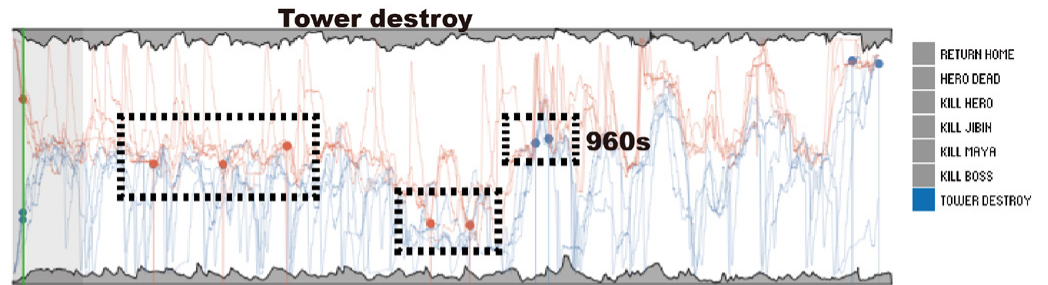 Tower destroy
960s
RETURN HOME
HERO DEAD
KILL HERO
KILL JIBIN
KILL MAYA
KILL BOSS
TOWER DESTROY